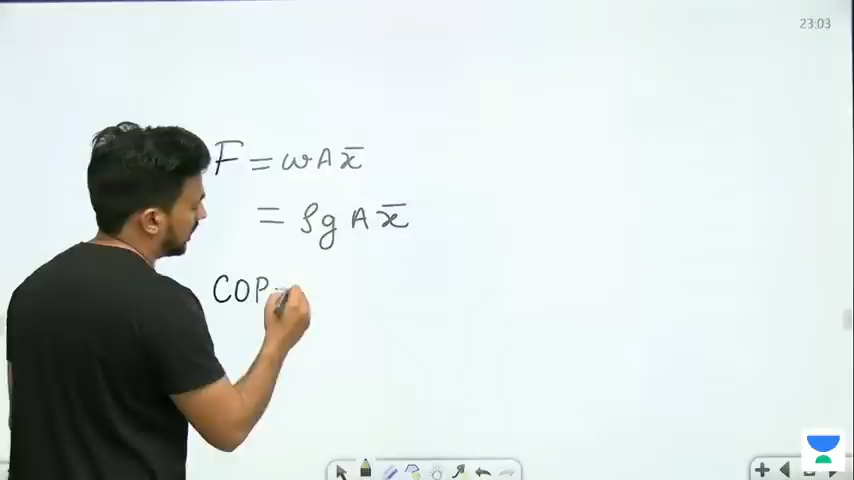 23:03
F = wAx̄
= ρgAx̄
COP